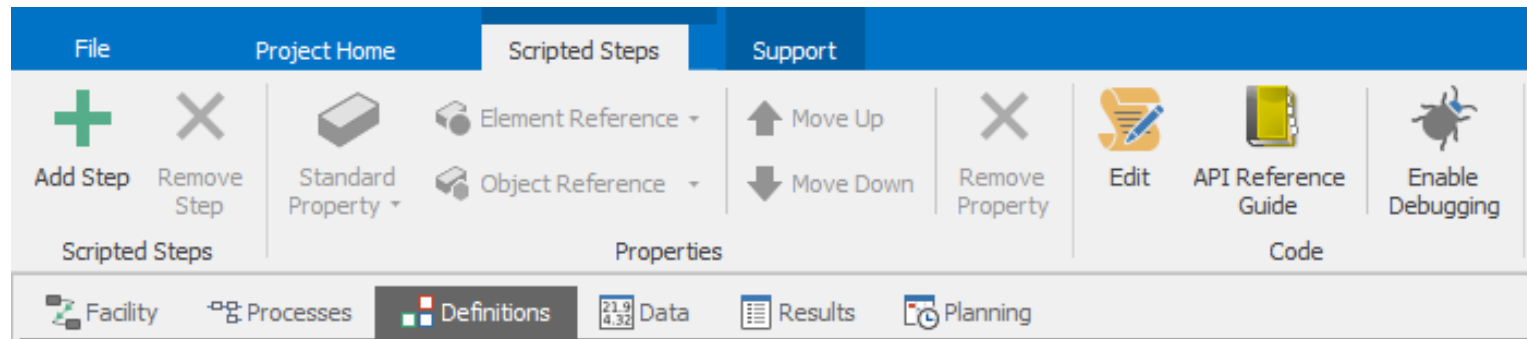 File Project Home Scripted Steps Support
Add Step
Remove
Step
Standard
Property
Element Reference
Object Reference
Move Up
Move Down
Remove
Property
Edit
API Reference
Guide
Enable
Debugging
Scripted Steps Properties Code
Facility Processes Definitions 21.9
4.32 Data Results Planning